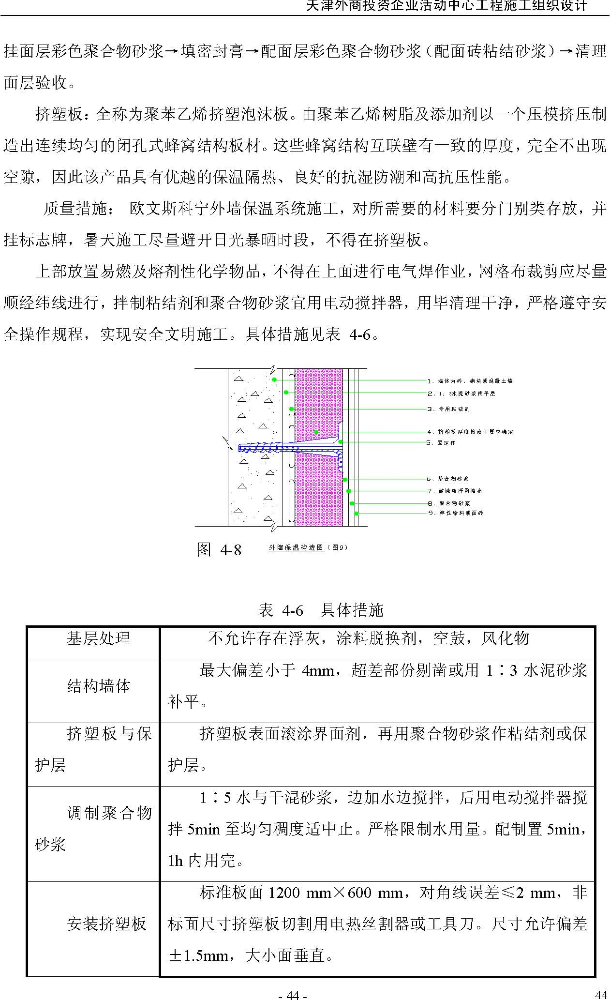 天津外商投资企业活动中心工程施工组织设计
挂面层彩色聚合物砂浆→填密封膏→配面层彩色聚合物砂浆（配面砖粘结砂浆）→清理
面层验收。
挤塑板：全称为聚苯乙烯挤塑泡沫板。由聚苯乙烯树脂及添加剂以一个压模挤压制
造出连续均匀的闭孔式蜂窝结构板材。这些蜂窝结构互联壁有一致的厚度，完全不出现
空隙，因此该产品具有优越的保温隔热、良好的抗湿防潮和高抗压性能。
质量措施： 欧文斯科宁外墙保温系统施工，对所需要的材料要分门别类存放，并
挂标志牌，暑天施工尽量避开日光暴晒时段，不得在挤塑板。
上部放置易燃及熔剂性化学物品，不得在上面进行电气焊作业，网格布裁剪应尽量
顺经纬线进行，拌制粘结剂和聚合物砂浆宜用电动搅拌器，用毕清理干净，严格遵守安
全操作规程，实现安全文明施工。具体措施见表 4-6。
1、墙体为砖、砌块或混凝土墙
2、1：3水泥砂浆找平层
3、专用粘结剂
4、挤塑板厚度按设计要求确定
5、固定件
6、聚合物砂浆
7、耐碱玻纤网格布
8、聚合物砂浆
9、弹性涂料或面砖
图 4-8 外墙保温构造图（图9）
表 4-6 具体措施
基层处理 不允许存在浮灰，涂料脱换剂，空鼓，风化物
结构墙体
最大偏差小于 4mm，超差部份剔凿或用 1∶3 水泥砂浆
补平。
挤塑板与保
护层
挤塑板表面滚涂界面剂，再用聚合物砂浆作粘结剂或保
护层。
调制聚合物
砂浆
1∶5 水与干混砂浆，边加水边搅拌，后用电动搅拌器搅
拌 5min 至均匀稠度适中止。严格限制水用量。配制置 5min，
1h 内用完。
安装挤塑板
标准板面 1200 mm×600 mm，对角线误差≤2 mm，非
标面尺寸挤塑板切割用电热丝割器或工具刀。尺寸允许偏差
±1.5mm，大小面垂直。
- 44 -
44